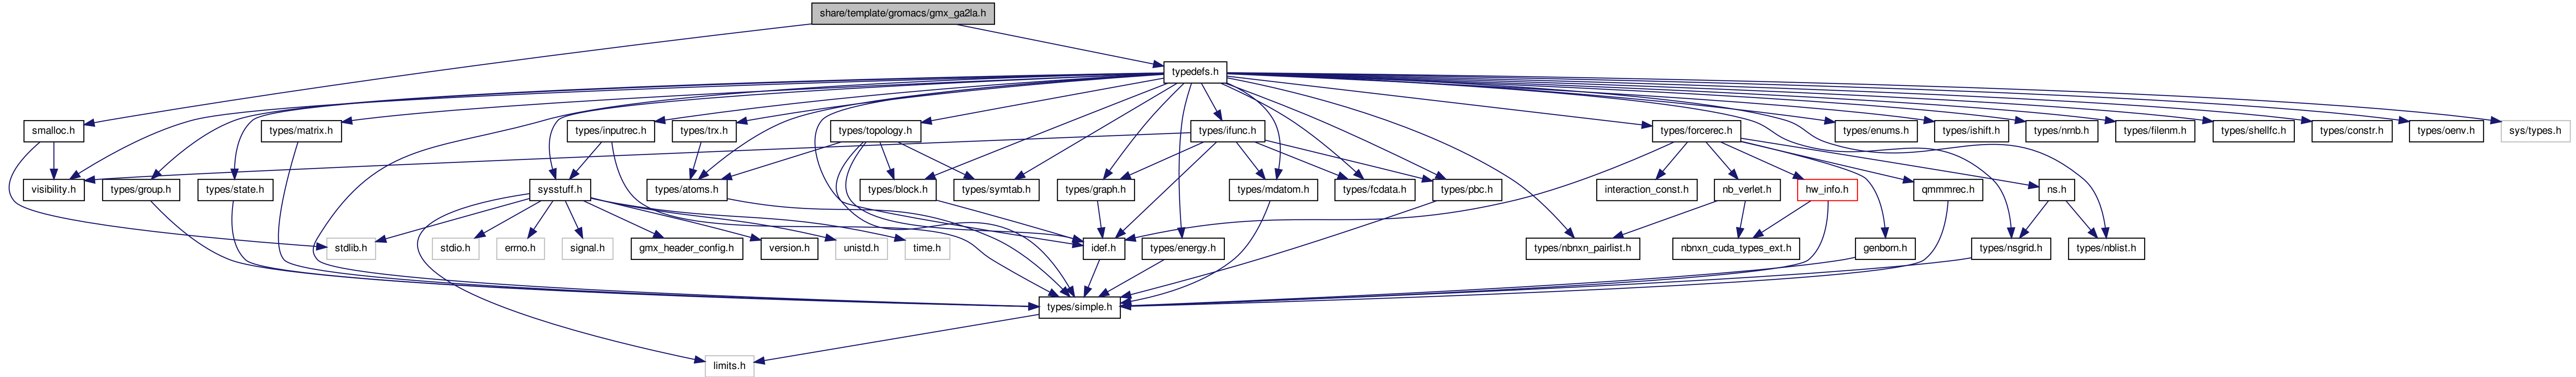 share/template/gromacs/gmx_ga2la.h
typedefs.h
smalloc.h
types/matrix.h
types/inputrec.h
types/trx.h
types/topology.h
types/ifunc.h
types/forcerec.h
types/enums.h
types/ishift.h
types/nrnb.h
types/filenm.h
types/shellfc.h
types/constr.h
types/oenv.h
sys/types.h
visibility.h
types/group.h
types/state.h
sysstuff.h
types/atoms.h
types/block.h
types/symtab.h
types/graph.h
types/mdatom.h
types/fcdata.h
types/pbc.h
interaction_const.h
nb_verlet.h
hw_info.h
qmmmrec.h
ns.h
stdlib.h
stdio.h
errno.h
signal.h
gmx_header_config.h
version.h
unistd.h
time.h
idef.h
types/energy.h
types/nbnxn_pairlist.h
nbnxn_cuda_types_ext.h
genborn.h
types/nsgrid.h
types/nblist.h
types/simple.h
limits.h